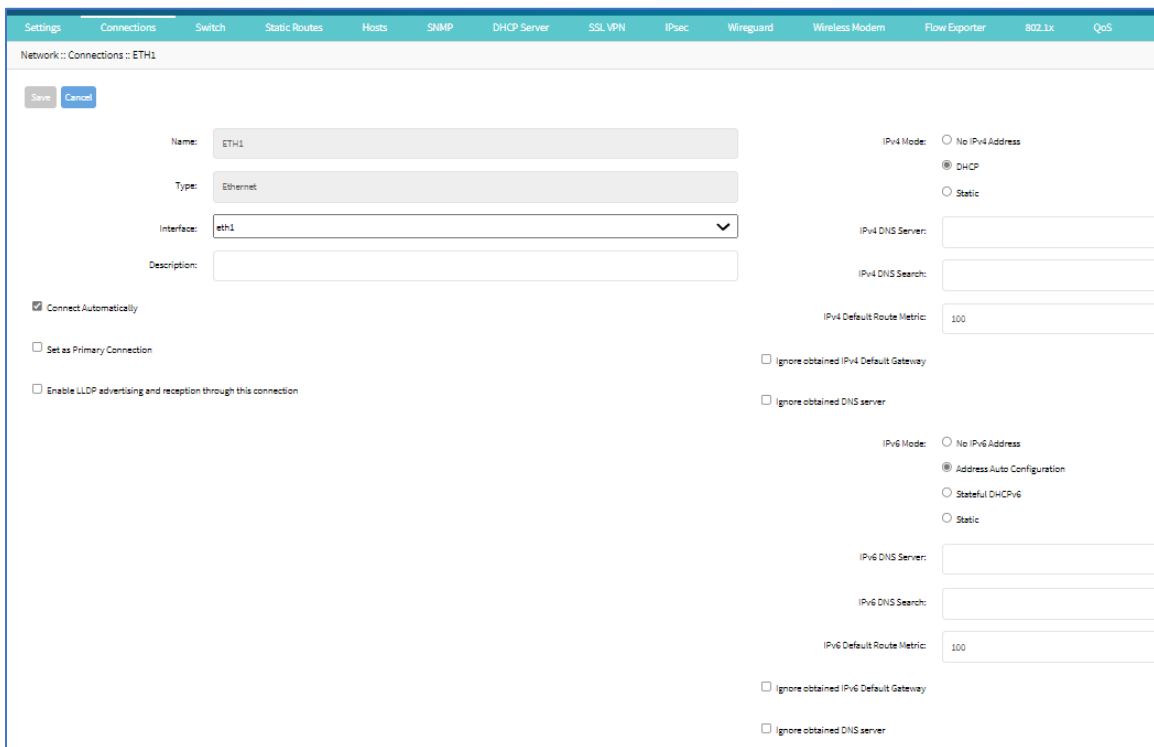 Settings Connections Switch Static Routes Hosts SNMP DHCP Server SSL VPN IPsec Wireguard Wireless Modem Flow Exporter 802.1x QoS
Network :: Connections :: ETH1
Save Cancel
Name: ETH1
Type: Ethernet
Interface: eth1
Description:
Connect Automatically
Set as Primary Connection
Enable LLDP advertising and reception through this connection
IPv4 Mode: No IPv4 Address
DHCP
Static
IPv4 DNS Server:
IPv4 DNS Search:
IPv4 Default Route Metric: 100
Ignore obtained IPv4 Default Gateway
Ignore obtained DNS server
IPv6 Mode: No IPv6 Address
Address Auto Configuration
Stateful DHCPv6
Static
IPv6 DNS Server:
IPv6 DNS Search:
IPv6 Default Route Metric: 100
Ignore obtained IPv6 Default Gateway
Ignore obtained DNS server